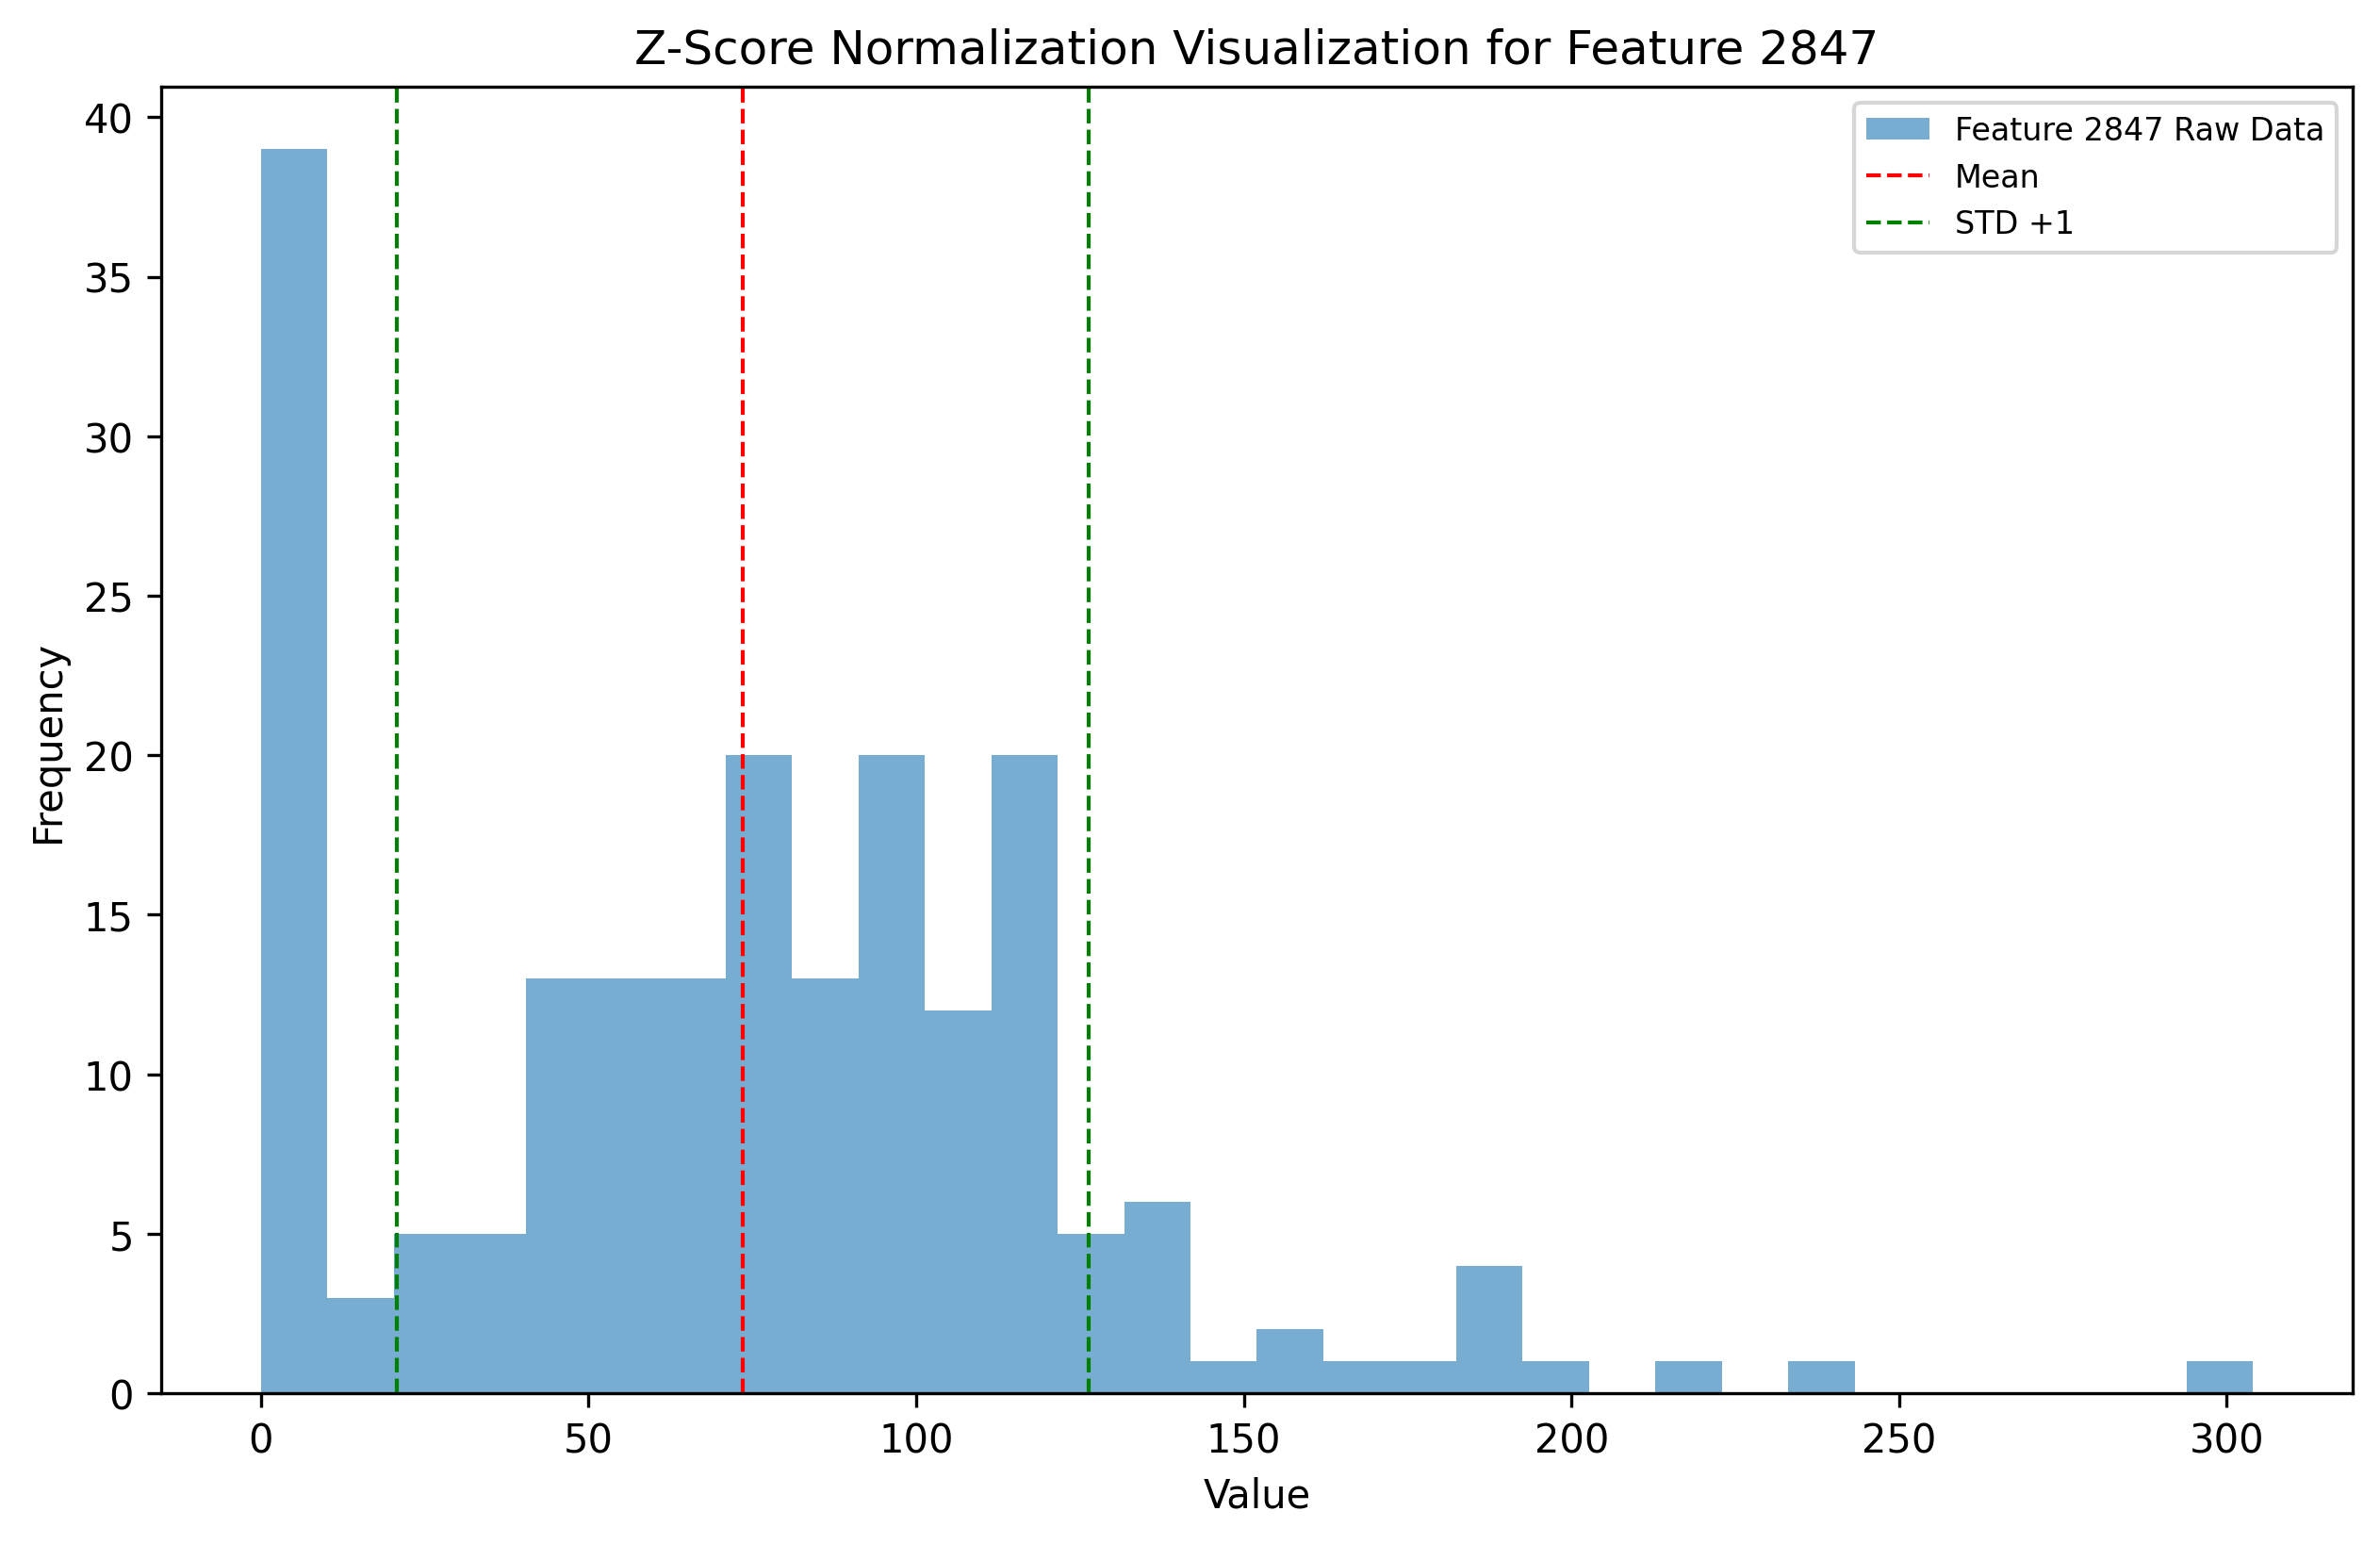 Z-Score Normalization Visualization for Feature 2847
Feature 2847 Raw Data
Mean
STD +1
40
35
30
25
20
15
10
5
0
Frequency
0 50 100 150 200 250 300
Value